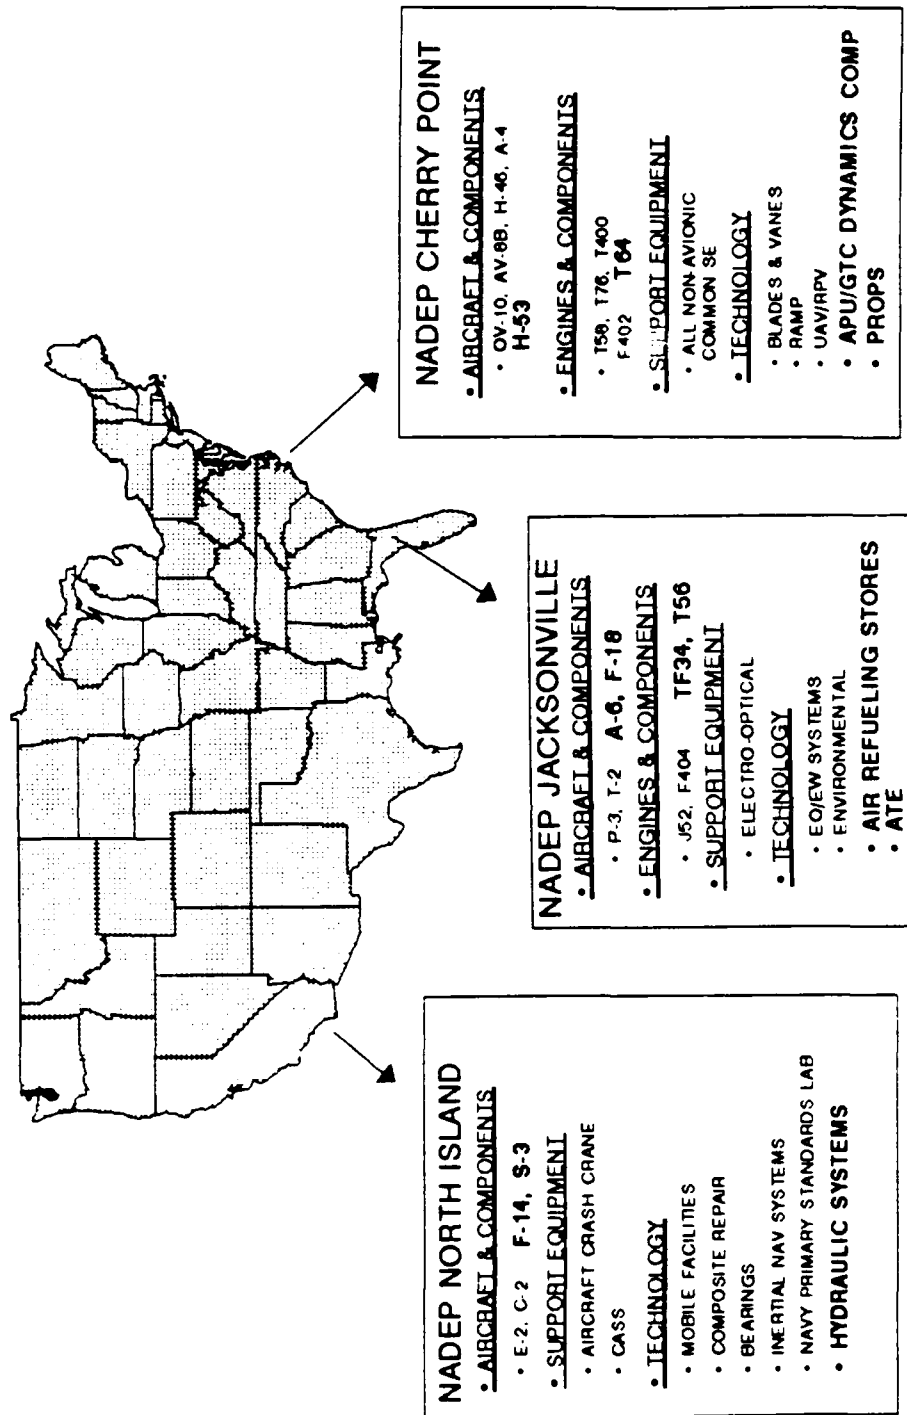 NADEP NORTH ISLAND
• AIRCRAFT & COMPONENTS
• E-2, C-2 F-14, S-3
• SUPPORT EQUIPMENT
• AIRCRAFT CRASH CRANE
• CASS
• TECHNOLOGY
• MOBILE FACILITIES
• COMPOSITE REPAIR
• BEARINGS
• INERTIAL NAV SYSTEMS
• NAVY PRIMARY STANDARDS LAB
• HYDRAULIC SYSTEMS
NADEP JACKSONVILLE
• AIRCRAFT & COMPONENTS
• P-3, T-2 A-6, F-18
• ENGINES & COMPONENTS
• J52, F404 TF34, T56
• SUPPORT EQUIPMENT
• ELECTRO-OPTICAL
• TECHNOLOGY
• EO/EW SYSTEMS
• ENVIRONMENTAL
• AIR REFUELING STORES
• ATE
NADEP CHERRY POINT
• AIRCRAFT & COMPONENTS
• OV-10, AV-8B, H-46, A-4
H-53
• ENGINES & COMPONENTS
• T58, T76, T400
F402 T64
• SUPPORT EQUIPMENT
• ALL NON-AVIONIC
COMMON SE
• TECHNOLOGY
• BLADES & VANES
• RAMP
• UAV/RPV
• APU/GTC DYNAMICS COMP
• PROPS